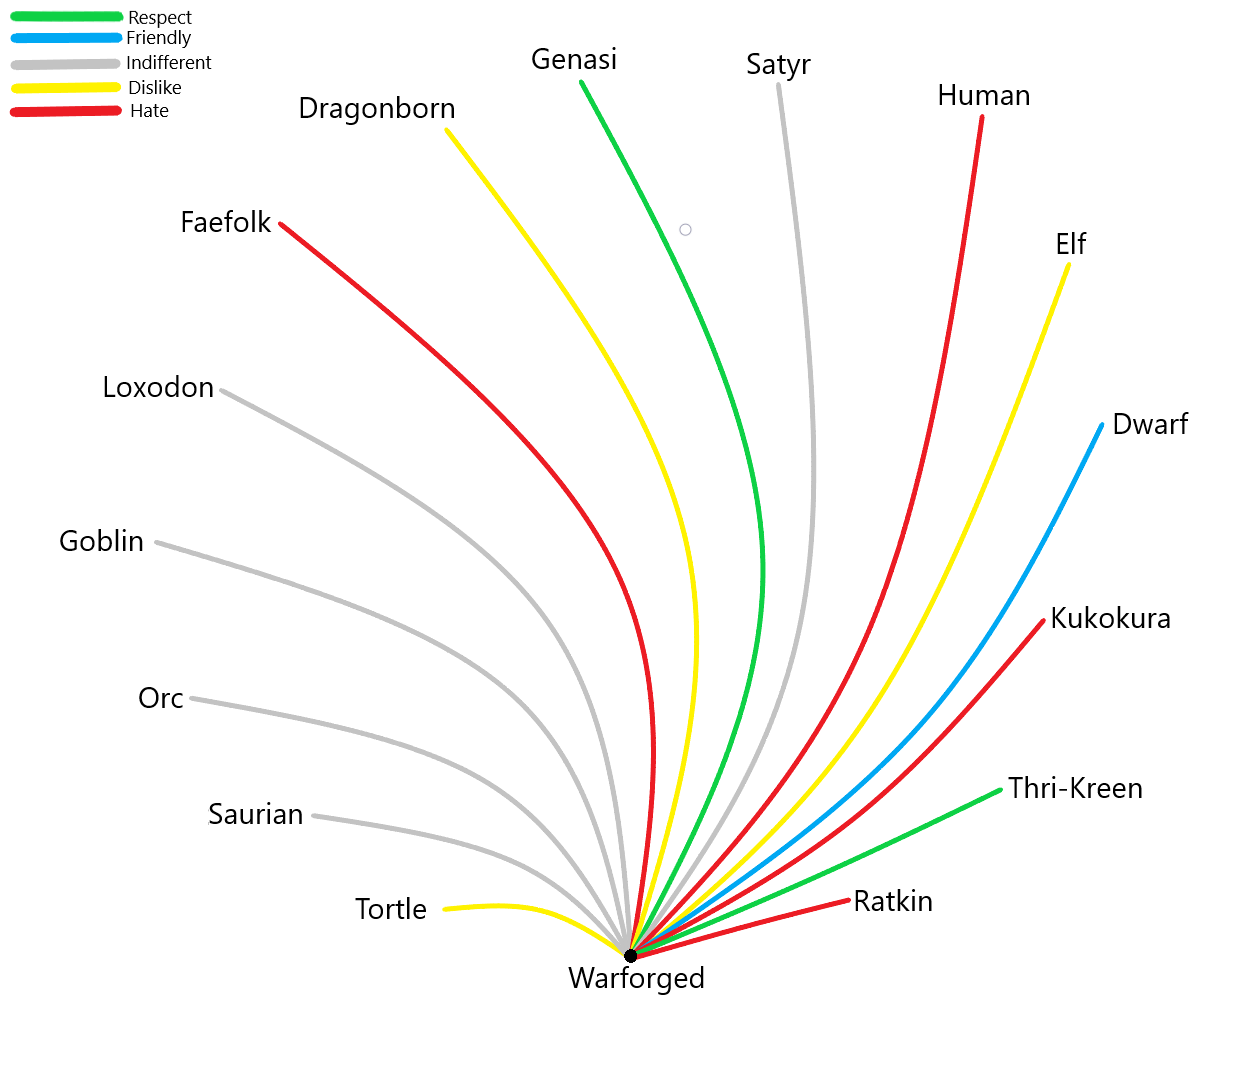 Respect
Friendly
Indifferent
Dislike
Hate
Genasi
Satyr
Human
Dragonborn
Faefolk
Elf
Loxodon
Dwarf
Goblin
Kukokura
Orc
Thri-Kreen
Saurian
Ratkin
Tortle
Warforged